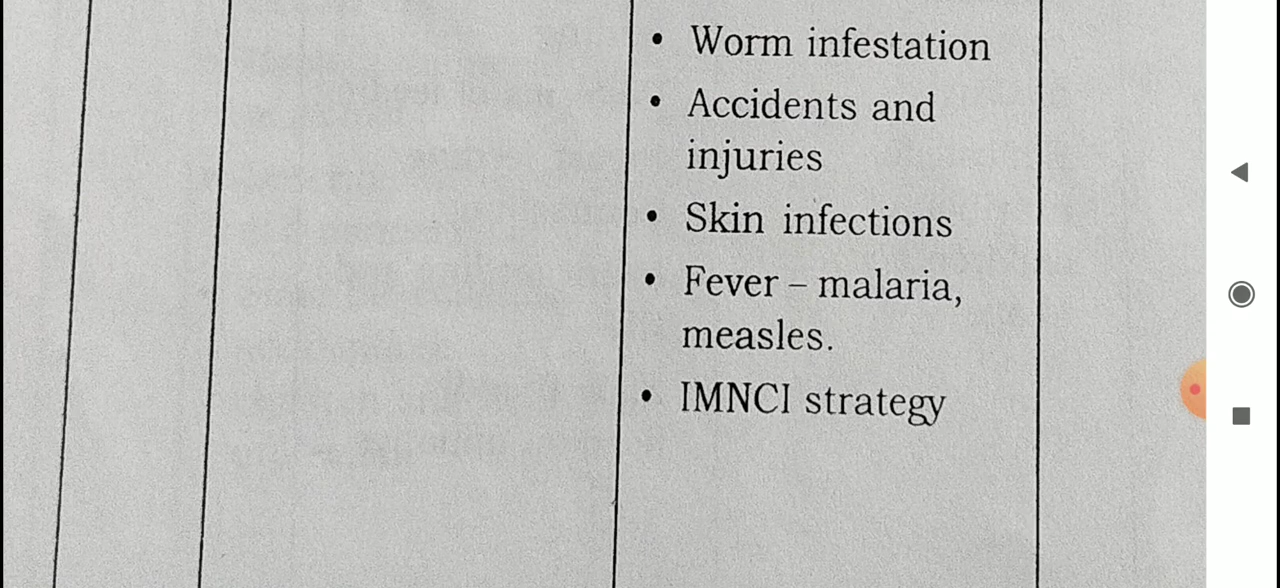 • Worm infestation
• Accidents and
injuries
• Skin infections
• Fever – malaria,
measles.
• IMNCI strategy